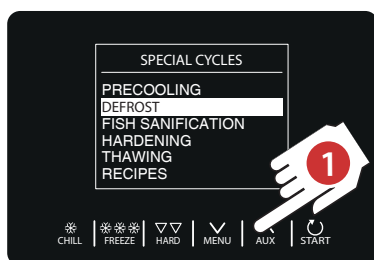 SPECIAL CYCLES
PRECOOLING
DEFROST
FISH SANIFICATION
HARDENING
THAWING
RECIPES
1
CHILL FREEZE HARD MENU AUX START